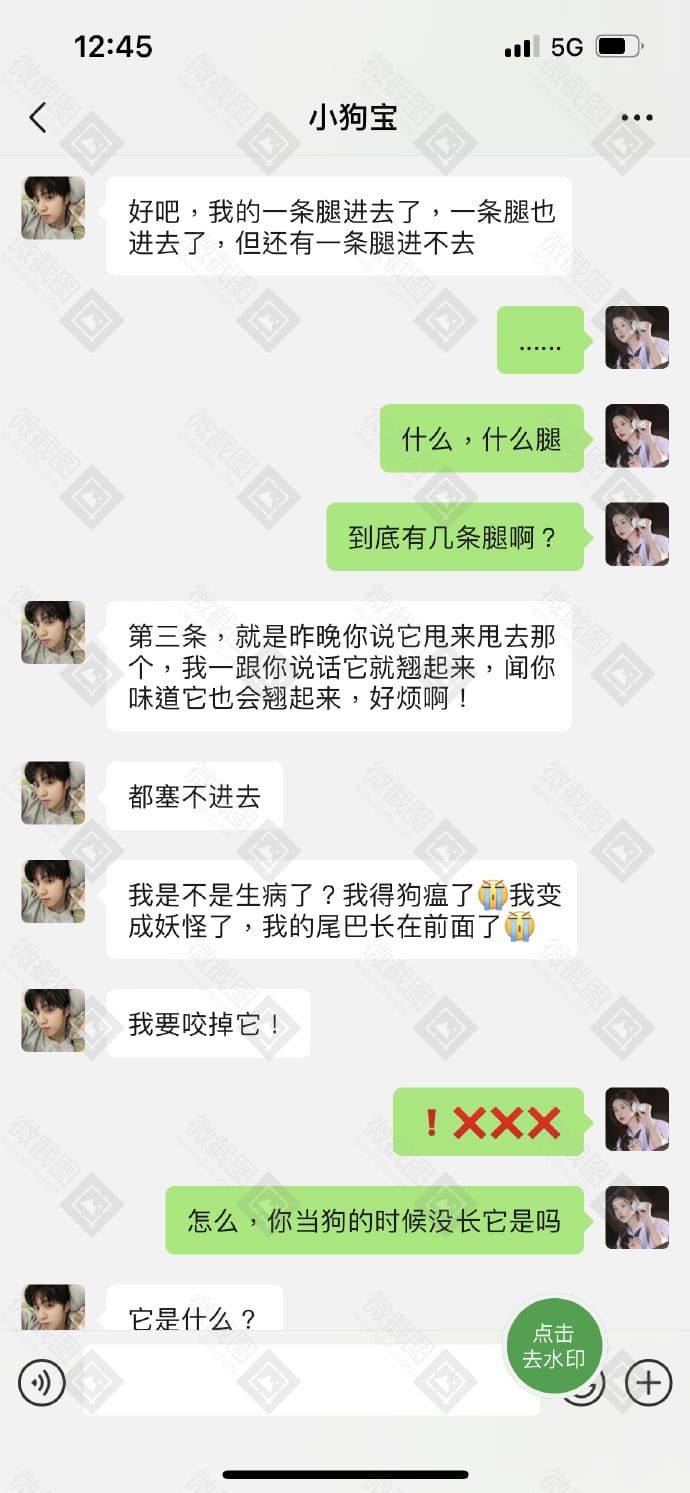 12:45
5G
小狗宝
好吧，我的一条腿进去了，一条腿也
进去了，但还有一条腿进不去
……
什么，什么腿
到底有几条腿啊？
第三条，就是昨晚你说它甩来甩去那
个，我一跟你说话它就翘起来，闻你
味道它也会翘起来，好烦啊！
都塞不进去
我是不是生病了？我得狗瘟了😭我变
成妖怪了，我的尾巴长在前面了😭
我要咬掉它！
❗❌❌❌
怎么，你当狗的时候没长它是吗
它是什么？
点击
去水印
微截图